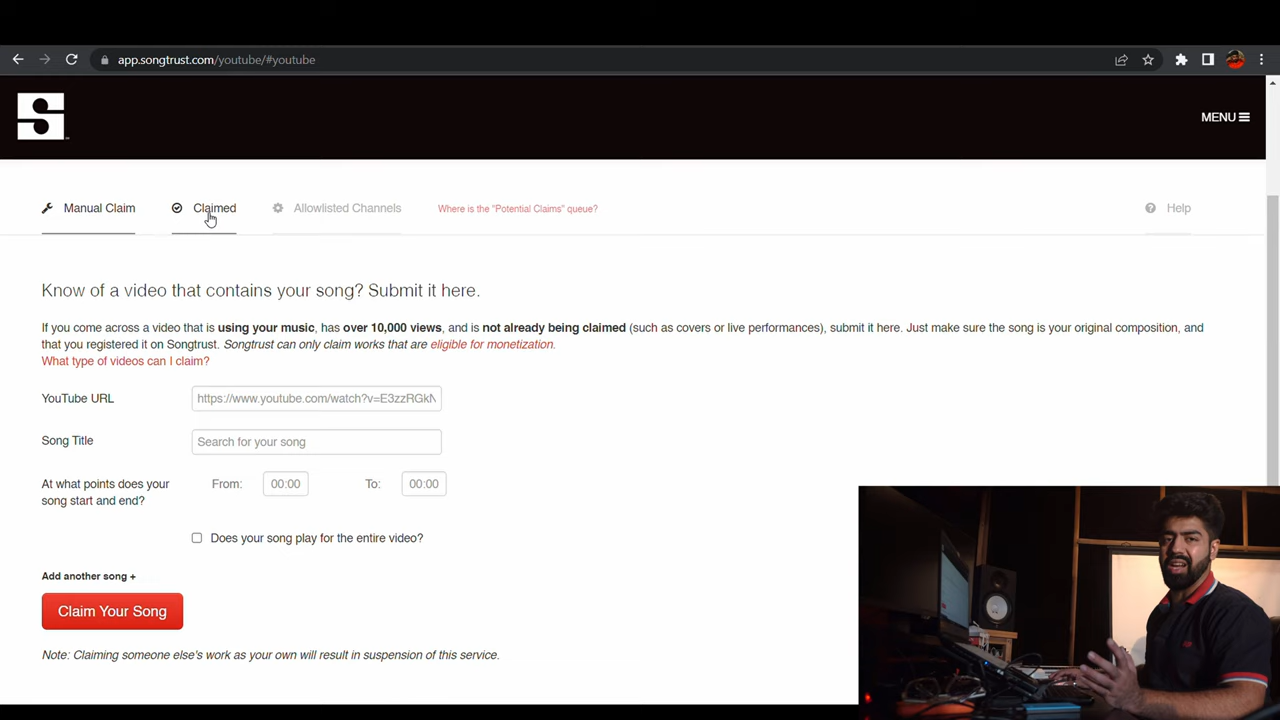 app.songtrust.com/youtube/#youtube
S
MENU
Manual Claim
Claimed
Allowlisted Channels
Where is the "Potential Claims" queue?
Help
Know of a video that contains your song? Submit it here.
If you come across a video that is using your music, has over 10,000 views, and is not already being claimed (such as covers or live performances), submit it here. Just make sure the song is your original composition, and
that you registered it on Songtrust. Songtrust can only claim works that are eligible for monetization.
What type of videos can I claim?
YouTube URL
https://www.youtube.com/watch?v=E3zzRGkN
Song Title
Search for your song
At what points does your
song start and end?
From: 00:00 To: 00:00
Does your song play for the entire video?
Add another song +
Claim Your Song
Note: Claiming someone else's work as your own will result in suspension of this service.